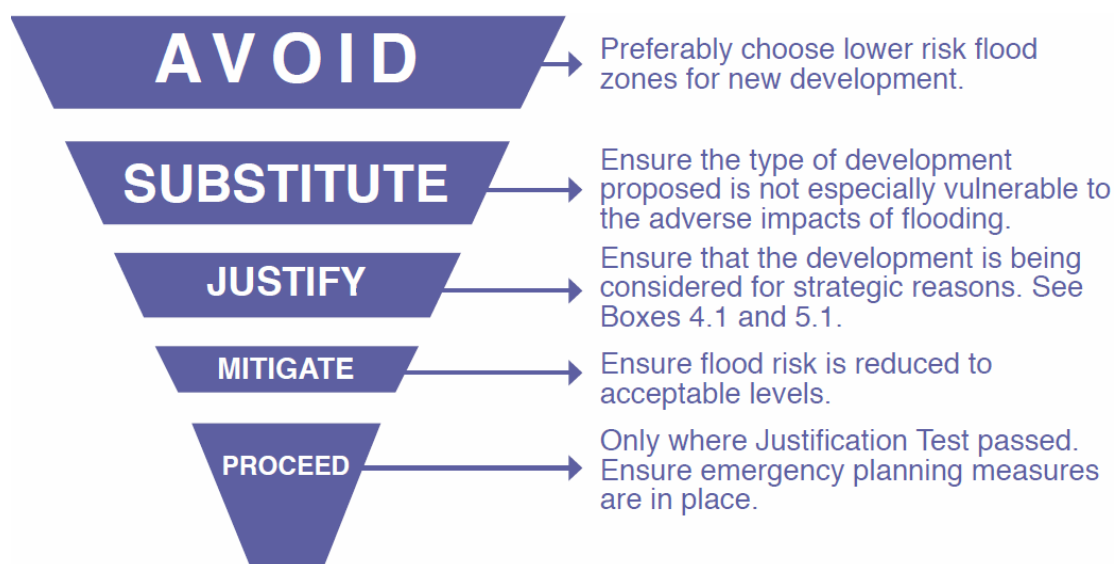 AVOID
Preferably choose lower risk flood
zones for new development.
SUBSTITUTE
Ensure the type of development
proposed is not especially vulnerable to
the adverse impacts of flooding.
JUSTIFY
Ensure that the development is being
considered for strategic reasons. See
Boxes 4.1 and 5.1.
MITIGATE
Ensure flood risk is reduced to
acceptable levels.
PROCEED
Only where Justification Test passed.
Ensure emergency planning measures
are in place.